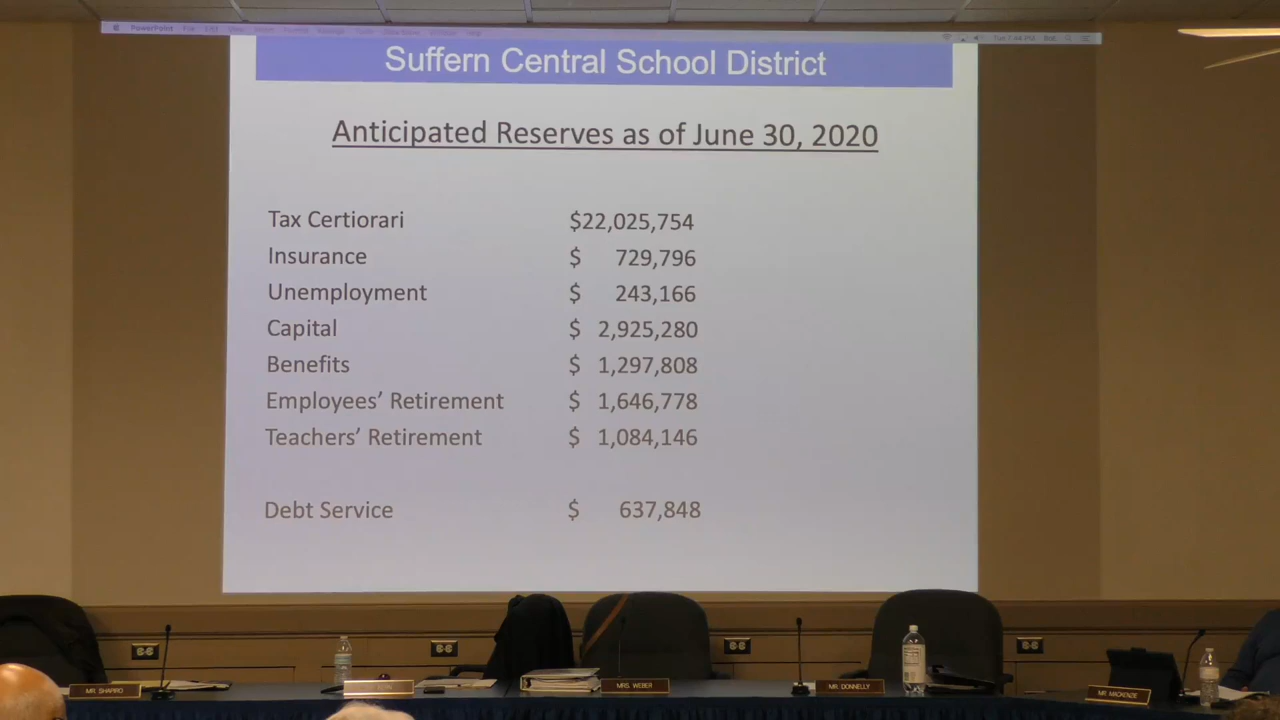 PowerPoint
Suffern Central School District
Anticipated Reserves as of June 30, 2020
Tax Certiorari $22,025,754
Insurance $ 729,796
Unemployment $ 243,166
Capital $ 2,925,280
Benefits $ 1,297,808
Employees’ Retirement $ 1,646,778
Teachers’ Retirement $ 1,084,146
Debt Service $ 637,848
MR. SHAPIRO
MRS. WEBER
MR. DONNELLY
MR. MACKENZIE